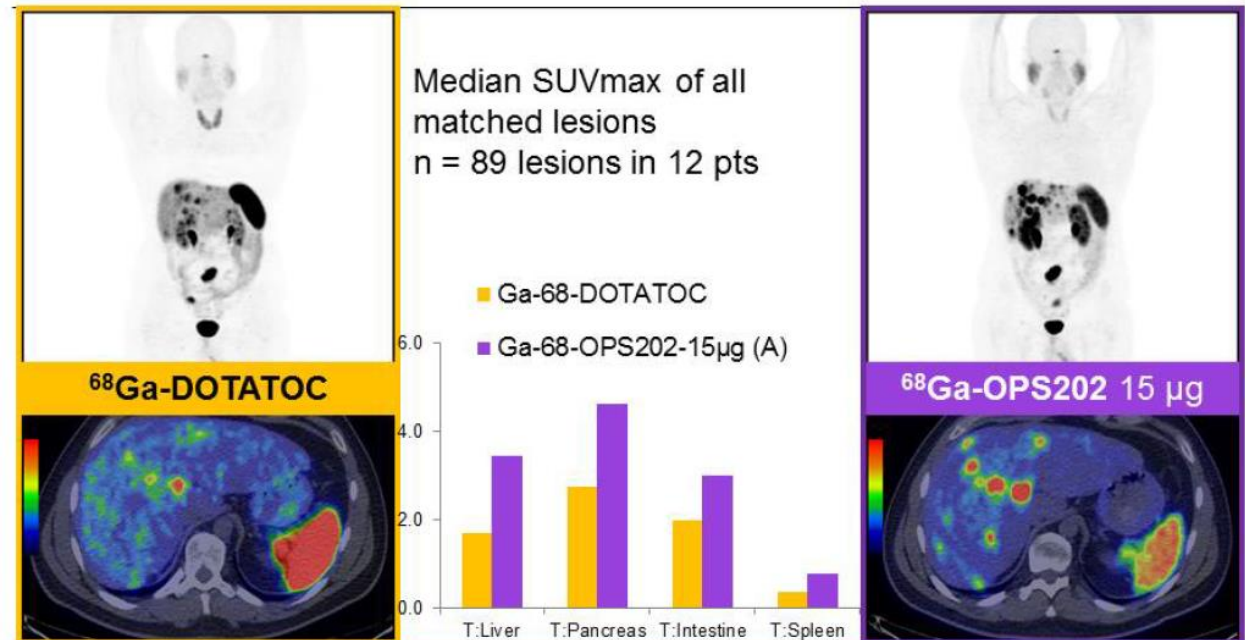 Median SUVmax of all
matched lesions
n = 89 lesions in 12 pts
Ga-68-DOTATOC
Ga-68-OPS202-15µg (A)
6.0
4.0
2.0
0.0
T:Liver T:Pancreas T:Intestine T:Spleen
⁶⁸Ga-DOTATOC
⁶⁸Ga-OPS202 15 µg